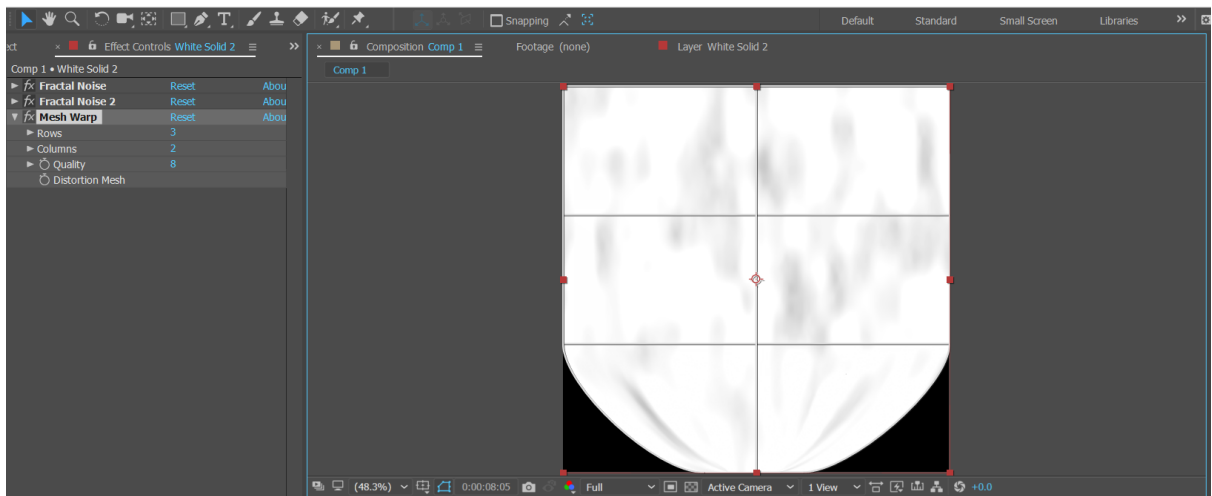 Snapping
Default Standard Small Screen Libraries
ect Effect Controls White Solid 2 Composition Comp 1 Footage (none) Layer White Solid 2
Comp 1 • White Solid 2
Comp 1
fx Fractal Noise Reset Abou
fx Fractal Noise 2 Reset Abou
fx Mesh Warp Reset Abou
Rows 3
Columns 2
Quality 8
Distortion Mesh
(48.3%) 0:00:08:05 Full Active Camera 1 View +0.0